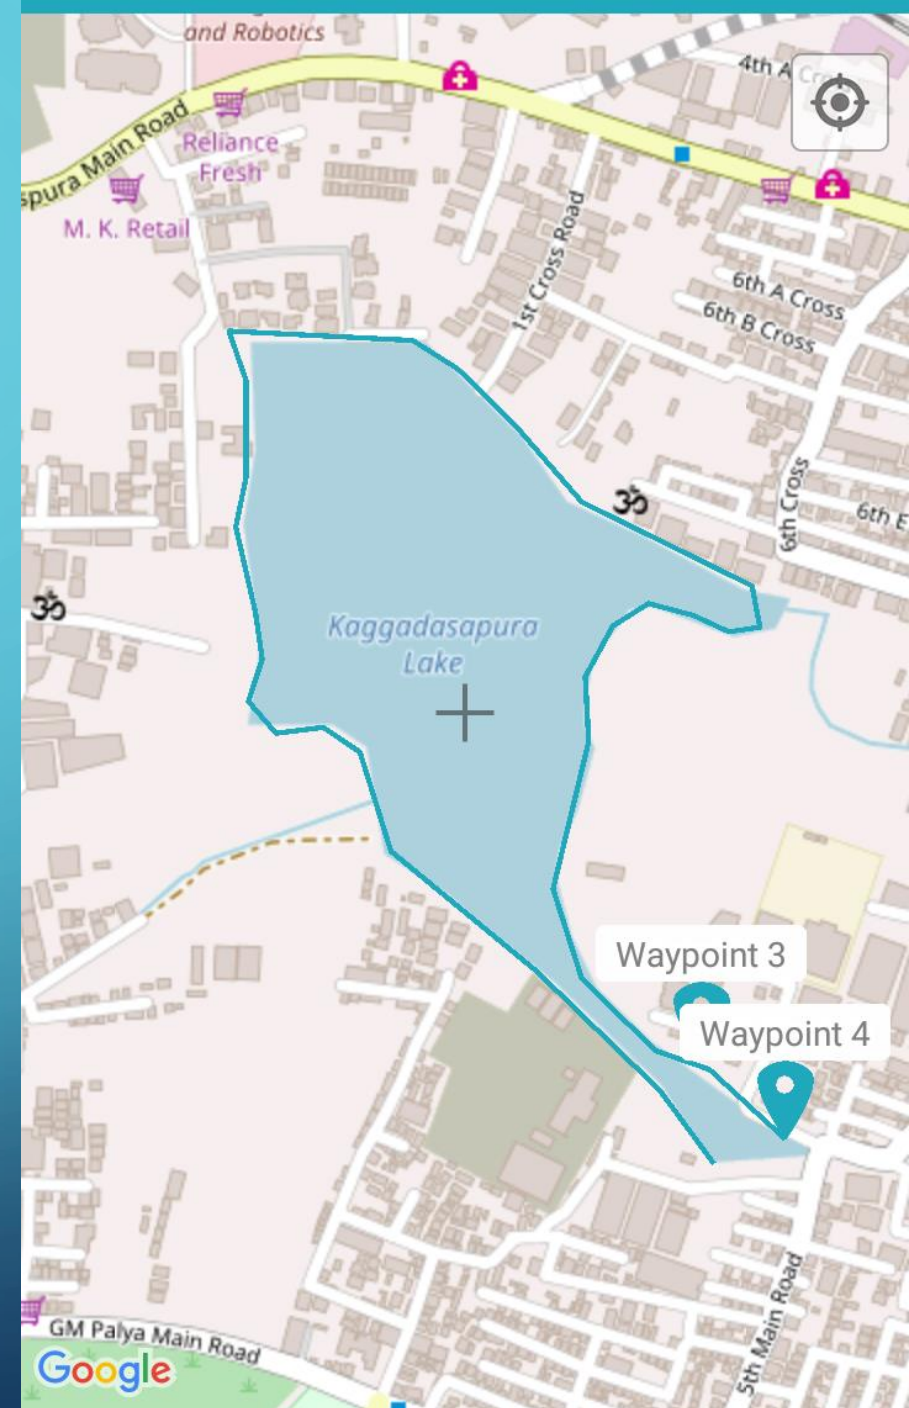 and Robotics
4th A Cro
spura Main Road
Reliance
Fresh
M. K. Retail
1st Cross Road
6th A Cross
6th B Cross
6th Cross
6th E
Kaggadasapura
Lake
Waypoint 3
Waypoint 4
5th Main Road
GM Palya Main Road
Google